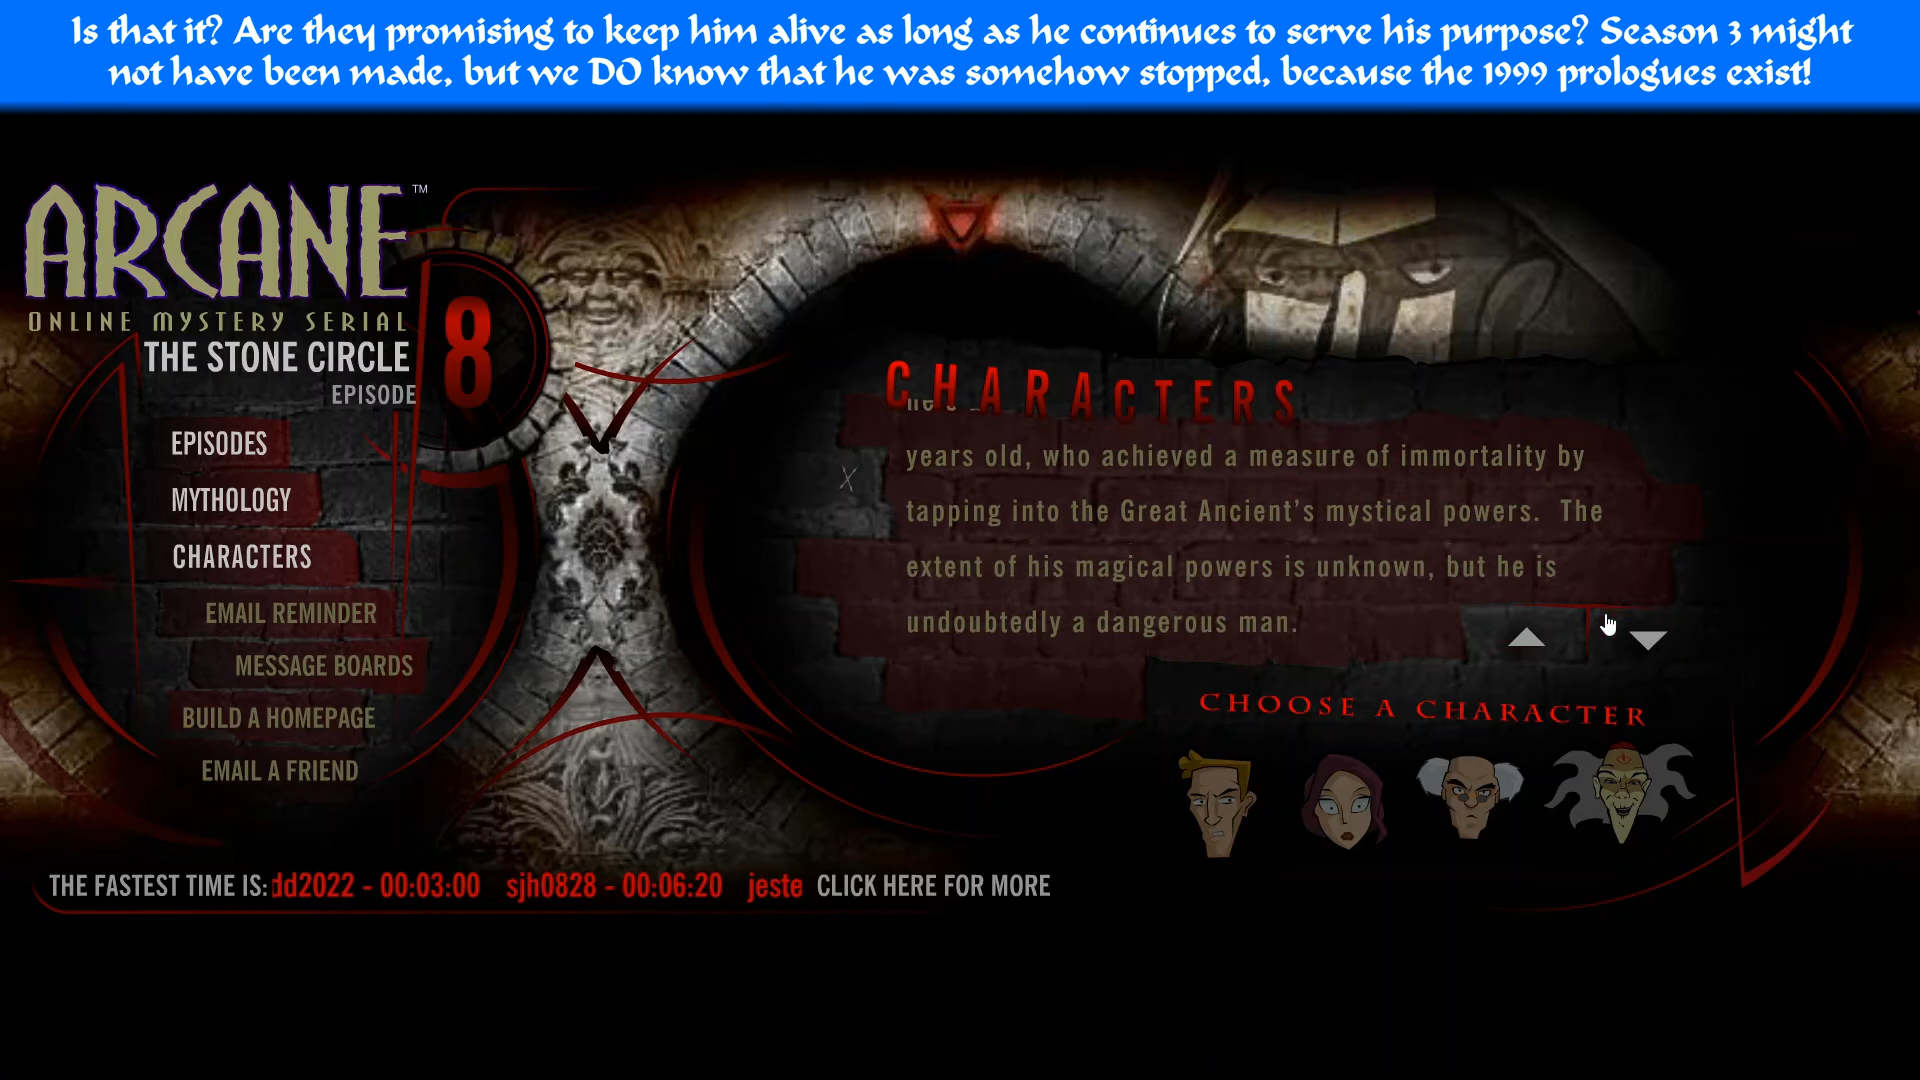 Is that it? Are they promising to keep him alive as long as he continues to serve his purpose? Season 3 might
not have been made, but we DO know that he was somehow stopped, because the 1999 prologues exist!
ARCANE™
ONLINE MYSTERY SERIAL
THE STONE CIRCLE
EPISODE 8
EPISODES
MYTHOLOGY
CHARACTERS
EMAIL REMINDER
MESSAGE BOARDS
BUILD A HOMEPAGE
EMAIL A FRIEND
CHARACTERS
years old, who achieved a measure of immortality by
tapping into the Great Ancient's mystical powers. The
extent of his magical powers is unknown, but he is
undoubtedly a dangerous man.
CHOOSE A CHARACTER
THE FASTEST TIME IS: dd2022 - 00:03:00 sjh0828 - 00:06:20 jeste CLICK HERE FOR MORE